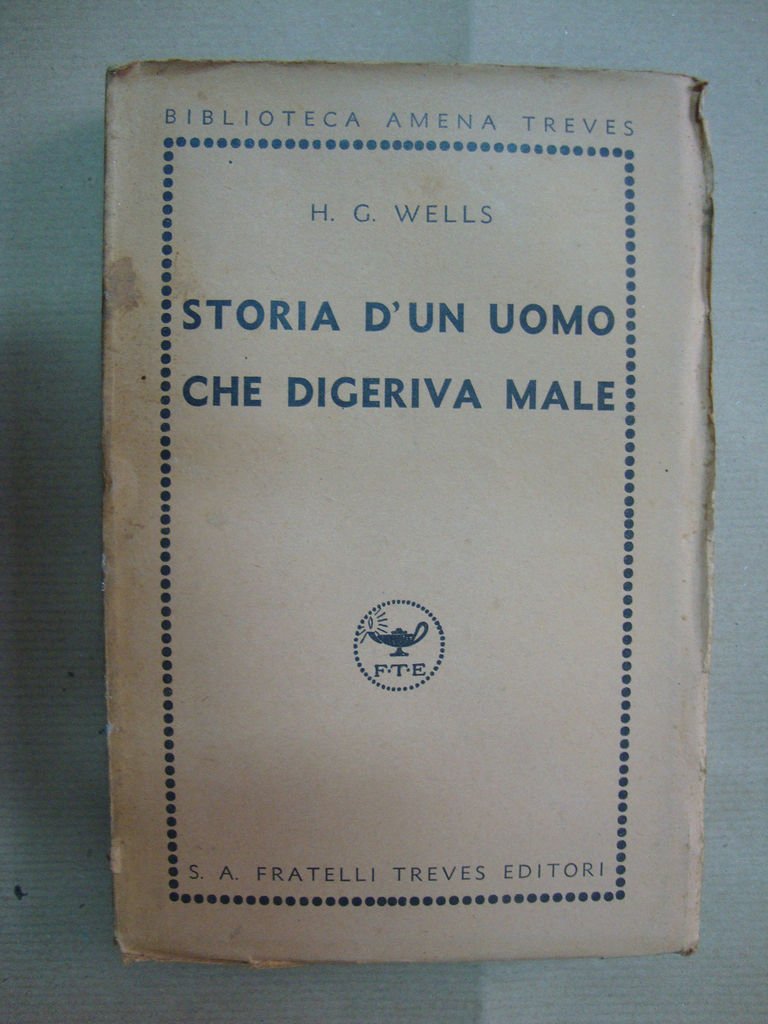 BIBLIOTECA AMENA TREVES
H. G. WELLS
STORIA D'UN UOMO
CHE DIGERIVA MALE
F·T·E
S. A. FRATELLI TREVES EDITORI